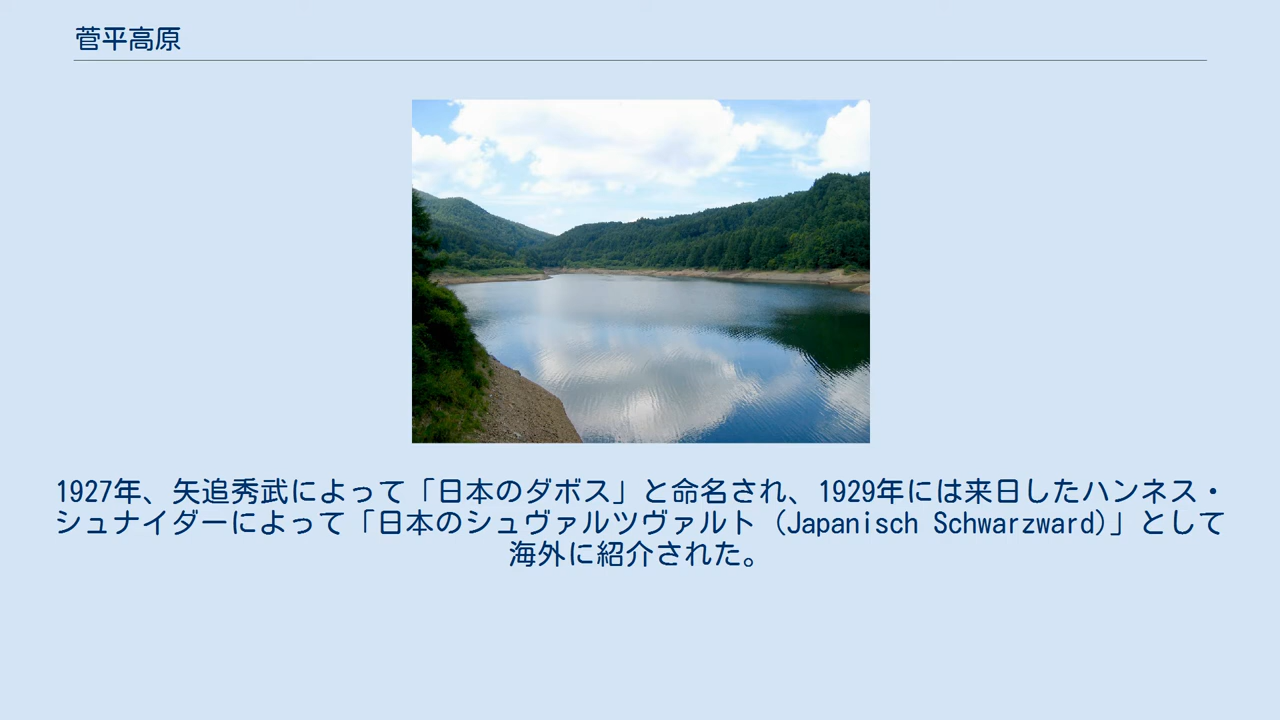 菅平高原
1927年、矢追秀武によって「日本のダボス」と命名され、1929年には来日したハンネス・
シュナイダーによって「日本のシュヴァルツヴァルト（Japanisch Schwarzward)」として
海外に紹介された。